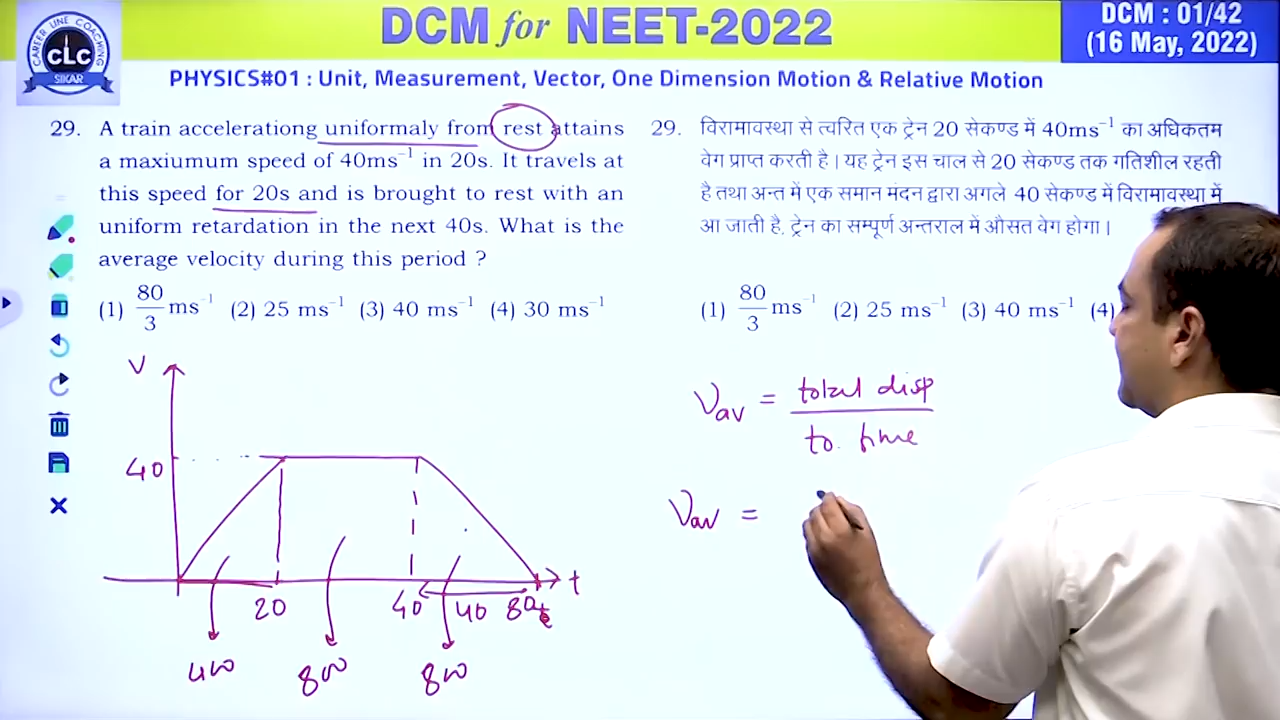 CAREER LINE COACHING
CLC
SIKAR
DCM for NEET-2022
DCM : 01/42
(16 May, 2022)
PHYSICS#01 : Unit, Measurement, Vector, One Dimension Motion & Relative Motion
29. A train accelerationg uniformaly from rest attains
a maxiumum speed of 40ms⁻¹ in 20s. It travels at
this speed for 20s and is brought to rest with an
uniform retardation in the next 40s. What is the
average velocity during this period ?
(1) 80/3 ms⁻¹ (2) 25 ms⁻¹ (3) 40 ms⁻¹ (4) 30 ms⁻¹
29. विरामावस्था से त्वरित एक ट्रेन 20 सेकण्ड में 40ms⁻¹ का अधिकतम
वेग प्राप्त करती है। यह ट्रेन इस चाल से 20 सेकण्ड तक गतिशील रहती
है तथा अन्त में एक समान मंदन द्वारा अगले 40 सेकण्ड में विरामावस्था में
आ जाती है, ट्रेन का सम्पूर्ण अन्तराल में औसत वेग होगा।
(1) 80/3 ms⁻¹ (2) 25 ms⁻¹ (3) 40 ms⁻¹ (4)
V
40
20 40 40 80 t
400 800 800
Vav = total disp
to. time
Vav =